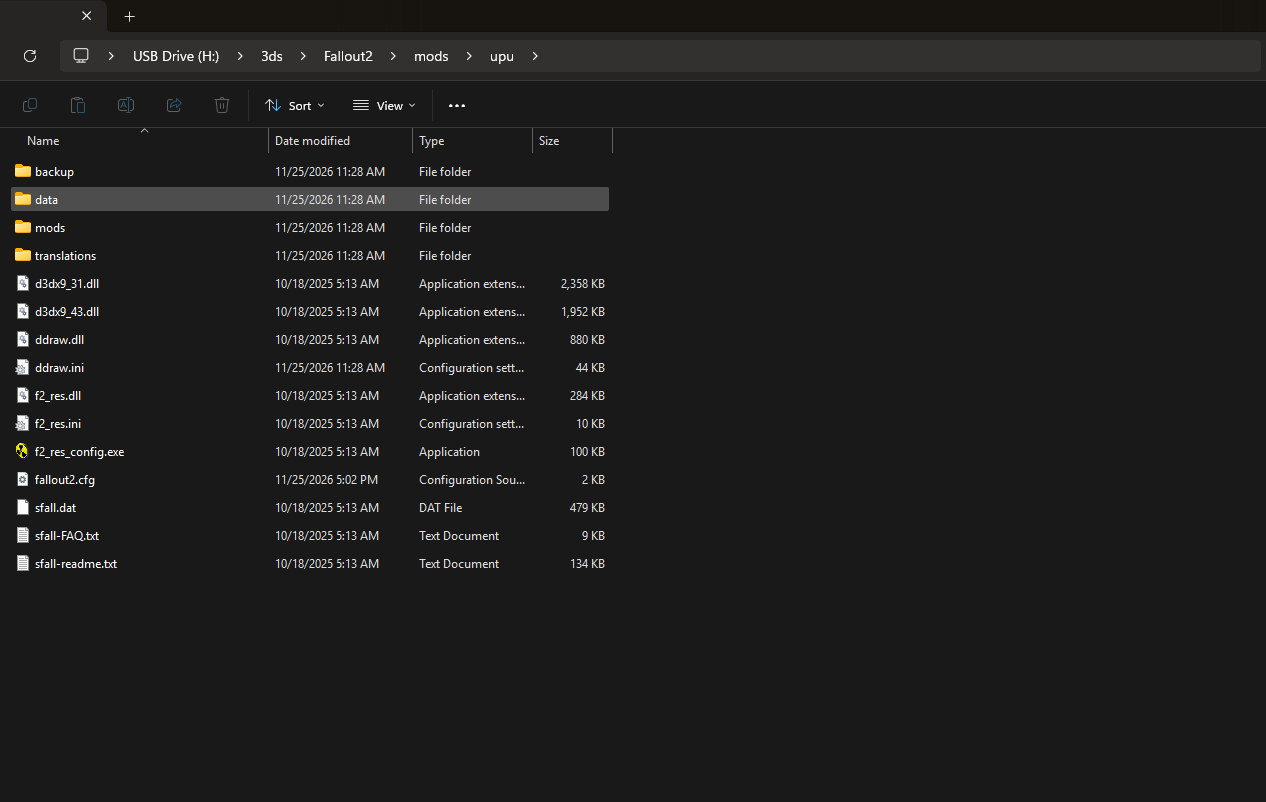 USB Drive (H:) > 3ds > Fallout2 > mods > upu >
Sort View •••
Name Date modified Type Size
backup 11/25/2026 11:28 AM File folder
data 11/25/2026 11:28 AM File folder
mods 11/25/2026 11:28 AM File folder
translations 11/25/2026 11:28 AM File folder
d3dx9_31.dll 10/18/2025 5:13 AM Application extens... 2,358 KB
d3dx9_43.dll 10/18/2025 5:13 AM Application extens... 1,952 KB
ddraw.dll 10/18/2025 5:13 AM Application extens... 880 KB
ddraw.ini 11/25/2026 11:28 AM Configuration sett... 44 KB
f2_res.dll 10/18/2025 5:13 AM Application extens... 284 KB
f2_res.ini 10/18/2025 5:13 AM Configuration sett... 10 KB
f2_res_config.exe 10/18/2025 5:13 AM Application 100 KB
fallout2.cfg 11/25/2026 5:02 PM Configuration Sou... 2 KB
sfall.dat 10/18/2025 5:13 AM DAT File 479 KB
sfall-FAQ.txt 10/18/2025 5:13 AM Text Document 9 KB
sfall-readme.txt 10/18/2025 5:13 AM Text Document 134 KB